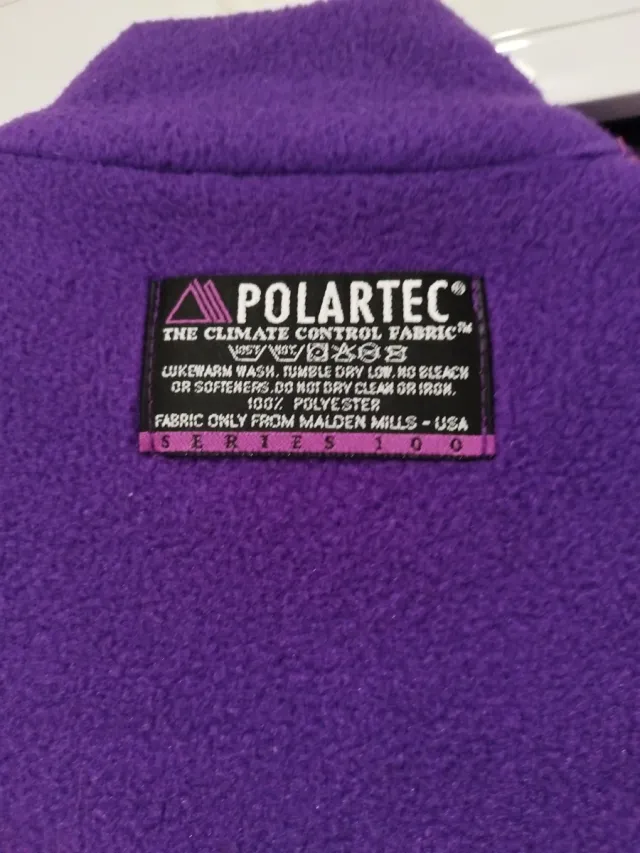 POLARTEC®
THE CLIMATE CONTROL FABRIC™
LUKEWARM WASH. TUMBLE DRY LOW. NO BLEACH
OR SOFTENERS. DO NOT DRY CLEAN OR IRON.
100% POLYESTER
FABRIC ONLY FROM MALDEN MILLS - USA
SERIES 100